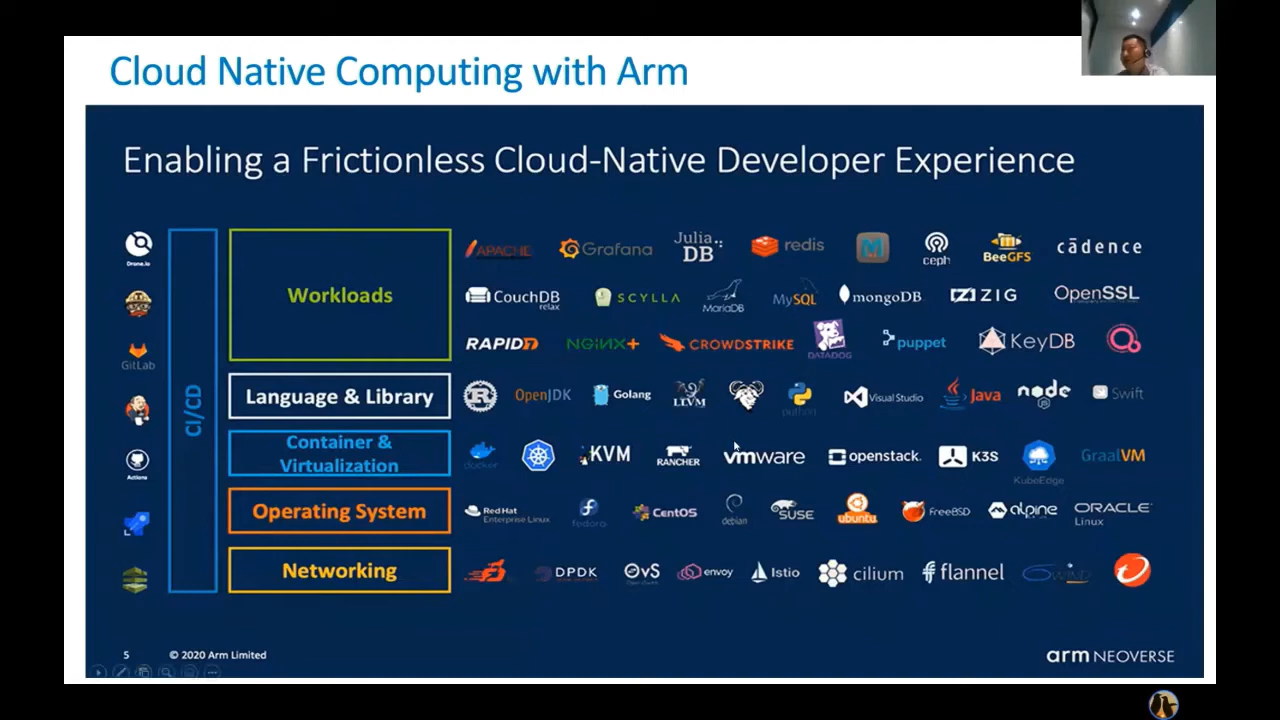 Cloud Native Computing with Arm
Enabling a Frictionless Cloud-Native Developer Experience
Drone.io
GitLab
Actions
CI/CD
Workloads
APACHE Grafana Julia DB redis M ceph BeeGFS cādence
CouchDB relax SCYLLA MariaDB MySQL mongoDB ZIG OpenSSL
RAPID7 NGINX+ CROWDSTRIKE DATADOG puppet KeyDB
Language & Library
R OpenJDK Golang LLVM python Visual Studio Java node JS Swift
Container &
Virtualization
docker KVM RANCHER vmware openstack. K3S KubeEdge GraalVM
Operating System
Red Hat Enterprise Linux fedora CentOS debian SUSE ubuntu FreeBSD alpine ORACLE Linux
Networking
DPDK OvS envoy Istio cilium flannel 6WIND
5 © 2020 Arm Limited
arm NEOVERSE